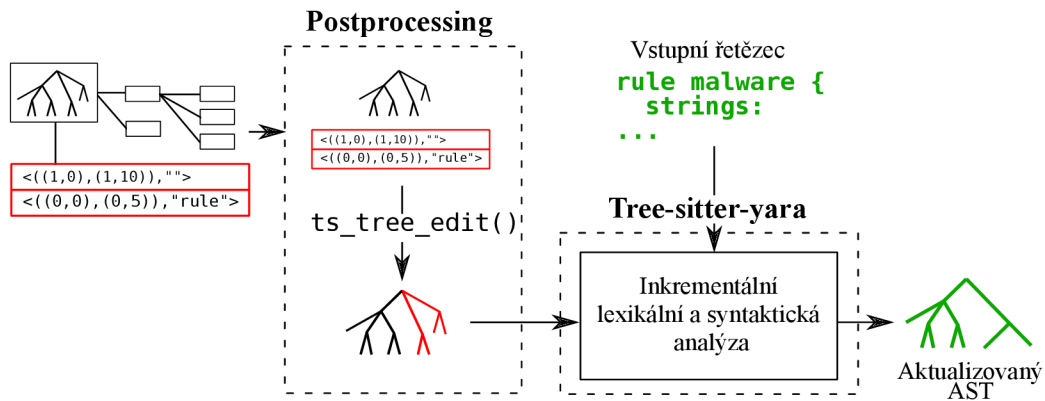 Postprocessing
<((1,0),(1,10)),"">
<((0,0),(0,5)),"rule">
<((1,0),(1,10)),"">
<((0,0),(0,5)),"rule">
ts_tree_edit()
Vstupní řetězec
rule malware {
strings:
...
Tree-sitter-yara
Inkrementální
lexikální a syntaktická
analýza
Aktualizovaný
AST